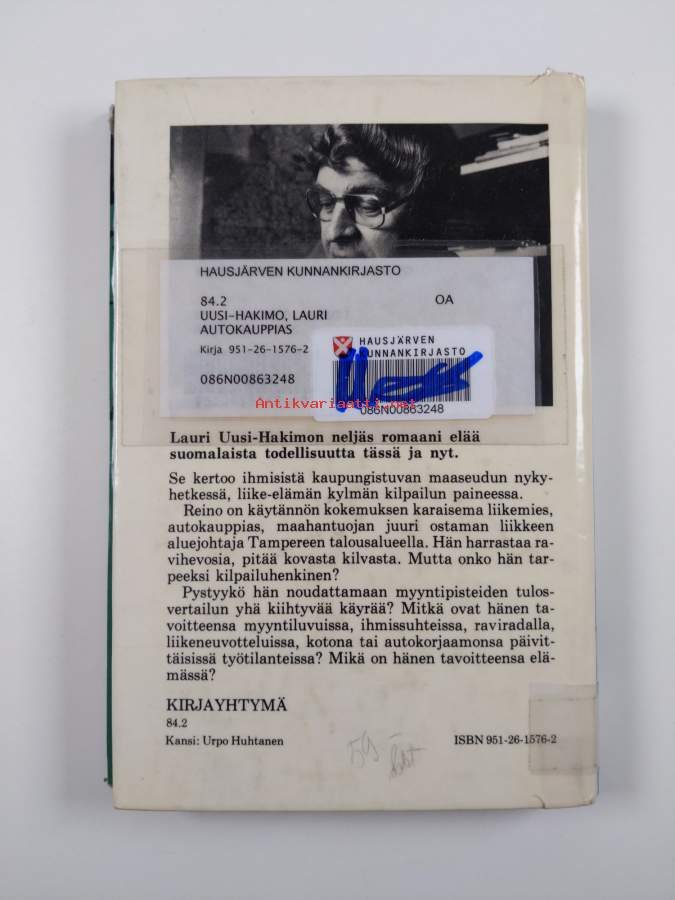 HAUSJÄRVEN KUNNANKIRJASTO
84.2 OA
UUSI-HAKIMO, LAURI
AUTOKAUPPIAS
Kirja 951-26-1576-2
086N00863248
HAUSJÄRVEN
KUNNANKIRJASTO
086N00863248
Antikvariaatti.net
Lauri Uusi-Hakimon neljäs romaani elää
suomalaista todellisuutta tässä ja nyt.
Se kertoo ihmisistä kaupungistuvan maaseudun nyky-
hetkessä, liike-elämän kylmän kilpailun paineessa.
Reino on käytännön kokemuksen karaisema liikemies,
autokauppias, maahantuojan juuri ostaman liikkeen
aluejohtaja Tampereen talousalueella. Hän harrastaa ra-
vihevosia, pitää kovasta kilvasta. Mutta onko hän tar-
peeksi kilpailuhenkinen?
Pystyykö hän noudattamaan myyntipisteiden tulos-
vertailun yhä kiihtyvää käyrää? Mitkä ovat hänen ta-
voitteensa myyntiluvuissa, ihmissuhteissa, raviradalla,
liikeneuvotteluissa, kotona tai autokorjaamonsa päivit-
täisissä työtilanteissa? Mikä on hänen tavoitteensa elä-
mässä?
KIRJAYHTYMÄ
84.2
Kansi: Urpo Huhtanen ISBN 951-26-1576-2
59-